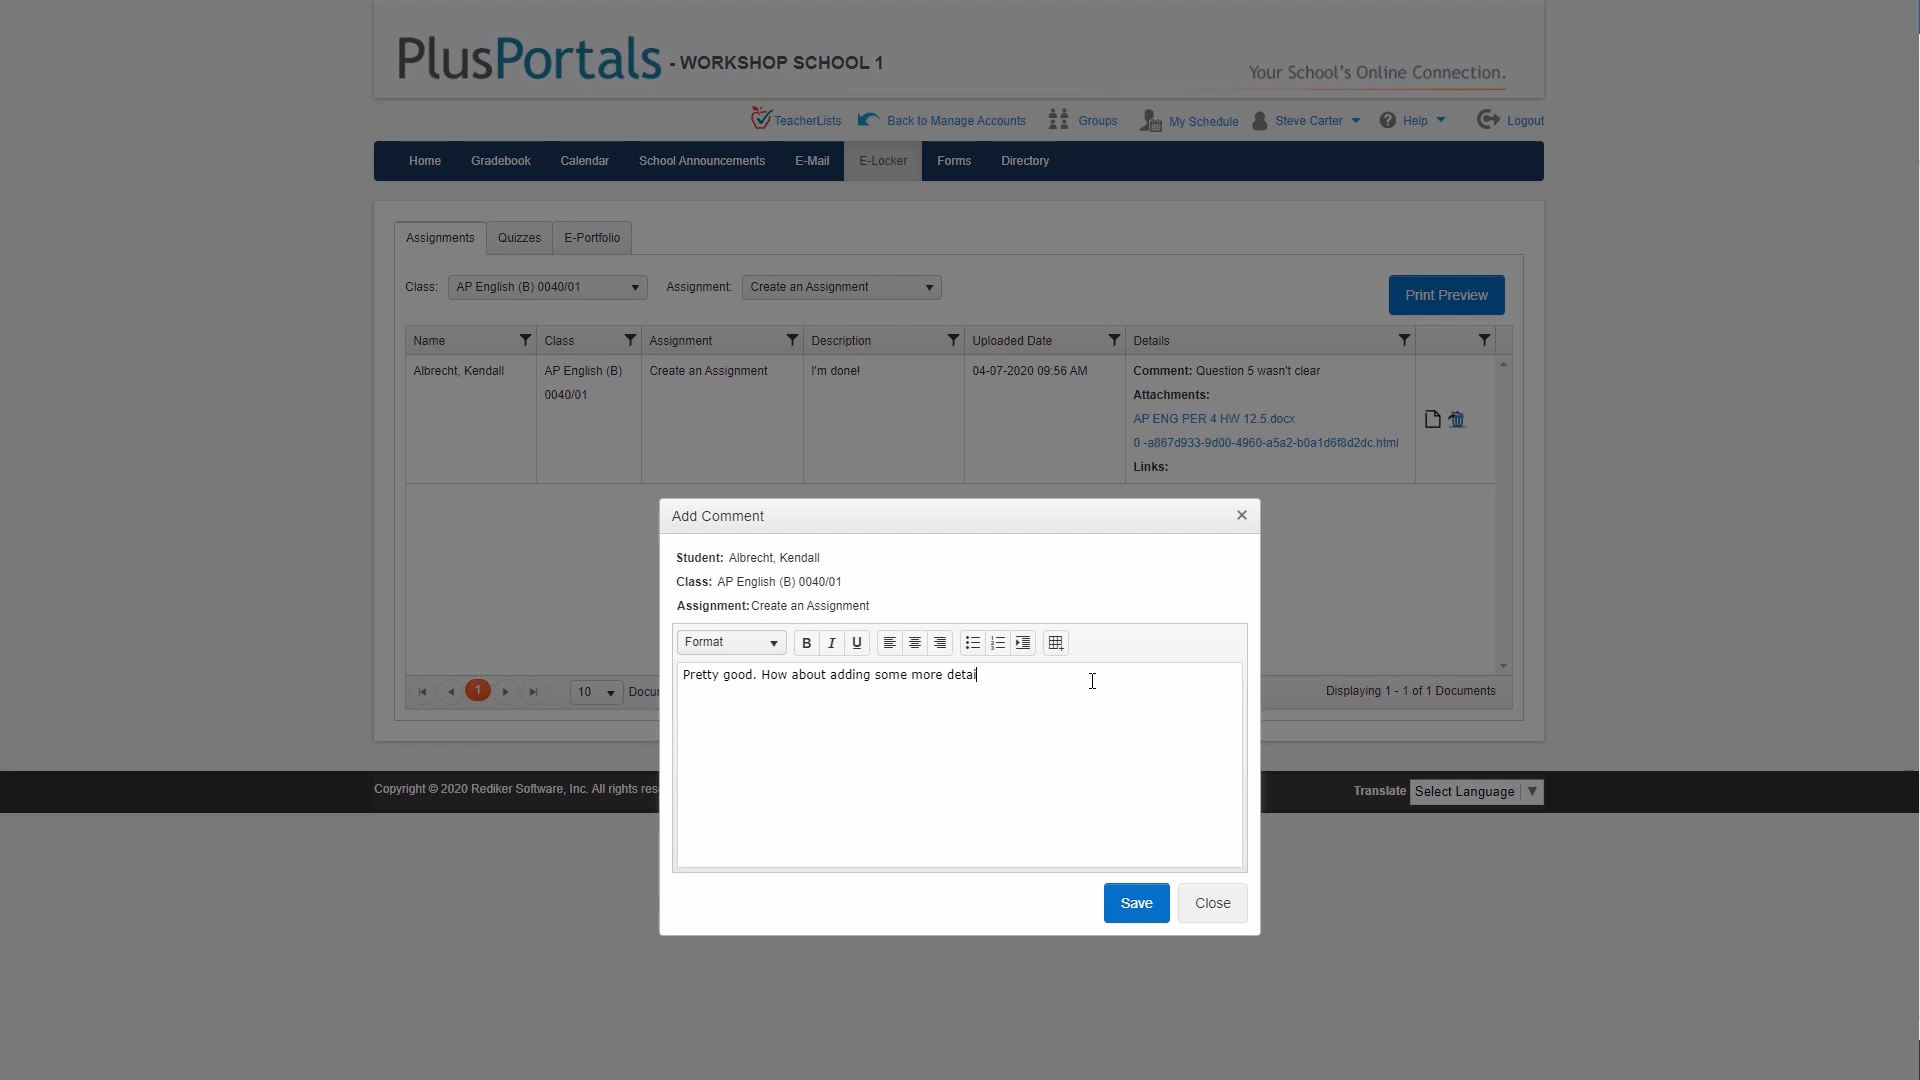 PlusPortals - WORKSHOP SCHOOL 1
Your School's Online Connection.
TeacherLists Back to Manage Accounts Groups My Schedule Steve Carter Help Logout
Home Gradebook Calendar School Announcements E-Mail E-Locker Forms Directory
Assignments Quizzes E-Portfolio
Class: AP English (B) 0040/01 Assignment: Create an Assignment Print Preview
Name Class Assignment Description Uploaded Date Details
Albrecht, Kendall AP English (B) Create an Assignment I'm done! 04-07-2020 09:56 AM Comment: Question 5 wasn't clear
0040/01 Attachments:
AP ENG PER 4 HW 12.5.docx
0 -a867d933-9d00-4960-a5a2-b0a1d6f8d2dc.html
Links:
Add Comment
Student: Albrecht, Kendall
Class: AP English (B) 0040/01
Assignment: Create an Assignment
Format B I U
Pretty good. How about adding some more detai
1 10 Docu Displaying 1 - 1 of 1 Documents
Copyright © 2020 Rediker Software, Inc. All rights res Translate Select Language
Save Close